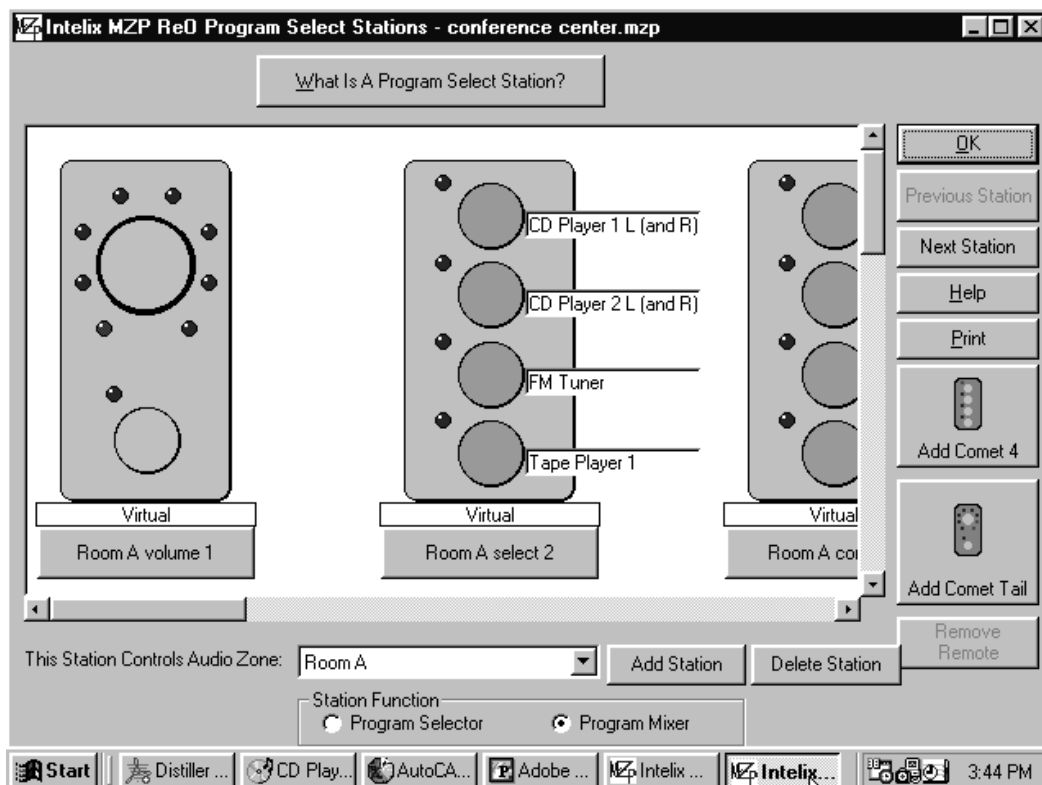 Intelix MZP ReO Program Select Stations - conference center.mzp
What Is A Program Select Station?
CD Player 1 L (and R)
CD Player 2 L (and R)
FM Tuner
Tape Player 1
Virtual
Room A volume 1
Virtual
Room A select 2
Virtual
Room A co
OK
Previous Station
Next Station
Help
Print
Add Comet 4
Add Comet Tail
Remove
Remote
This Station Controls Audio Zone:
Room A
Add Station
Delete Station
Station Function
Program Selector
Program Mixer
Start
Distiller ...
CD Play...
AutoCA...
Adobe ...
Intelix ...
Intelix...
3:44 PM